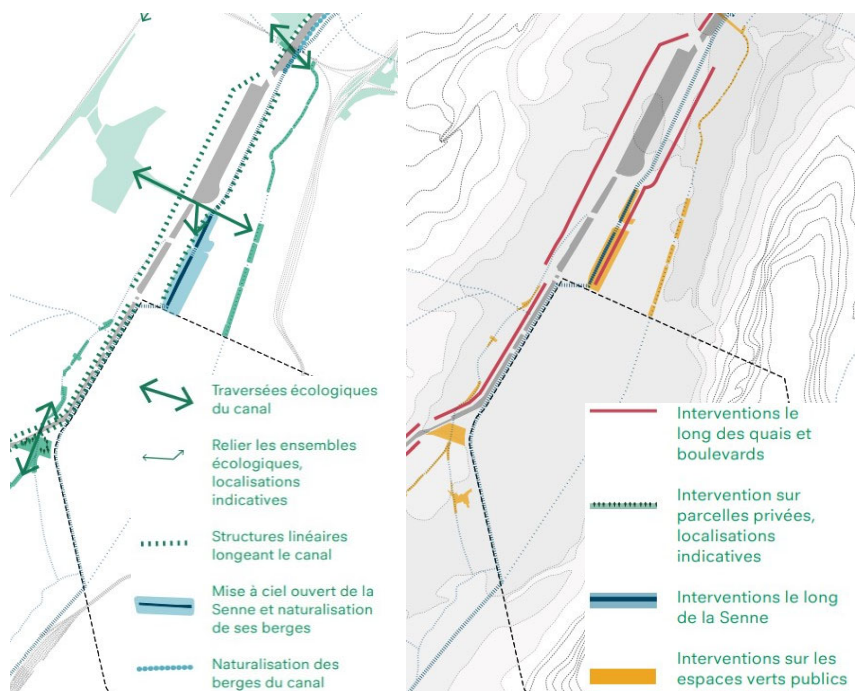 Traversées écologiques
du canal
Relier les ensembles
écologiques,
localisations
indicatives
Structures linéaires
longeant le canal
Mise à ciel ouvert de la
Senne et naturalisation
de ses berges
Naturalisation des
berges du canal
Interventions le
long des quais et
boulevards
Intervention sur
parcelles privées,
localisations
indicatives
Interventions le long
de la Senne
Interventions sur les
espaces verts publics